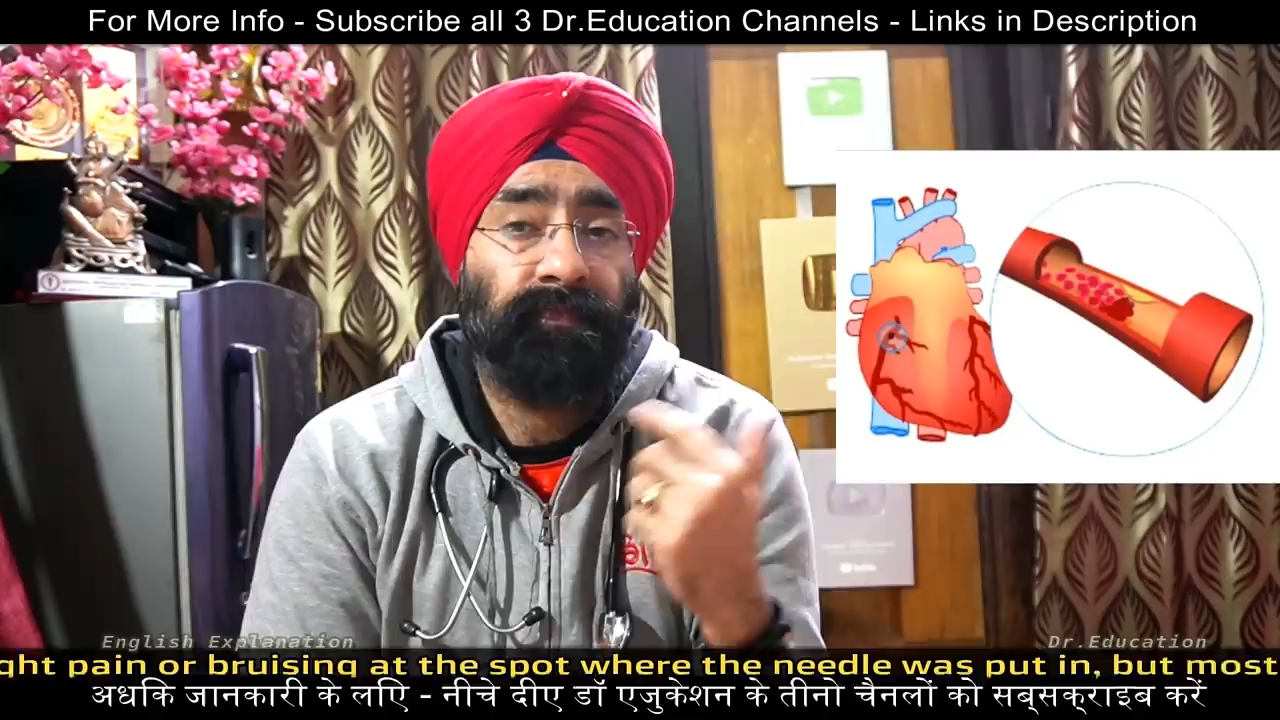 For More Info - Subscribe all 3 Dr.Education Channels - Links in Description
English Explanation
Dr.Education
ght pain or bruising at the spot where the needle was put in, but most
अधकि जानकारी के लिए - नीचे दीए डॉ एजुकेशन के तीनो चैनलों को सब्सक्राइब करें